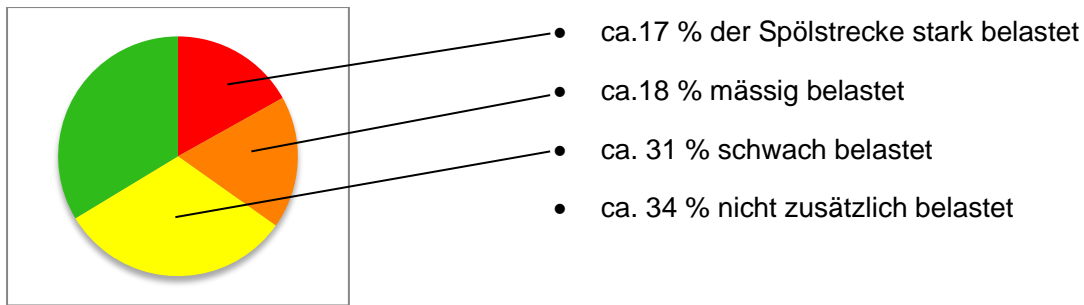 • ca.17 % der Spölstrecke stark belastet
• ca.18 % mässig belastet
• ca. 31 % schwach belastet
• ca. 34 % nicht zusätzlich belastet